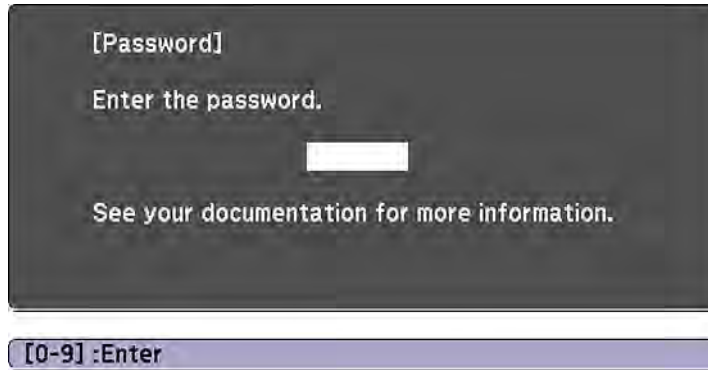 [Password]
Enter the password.
See your documentation for more information.
[0-9] :Enter